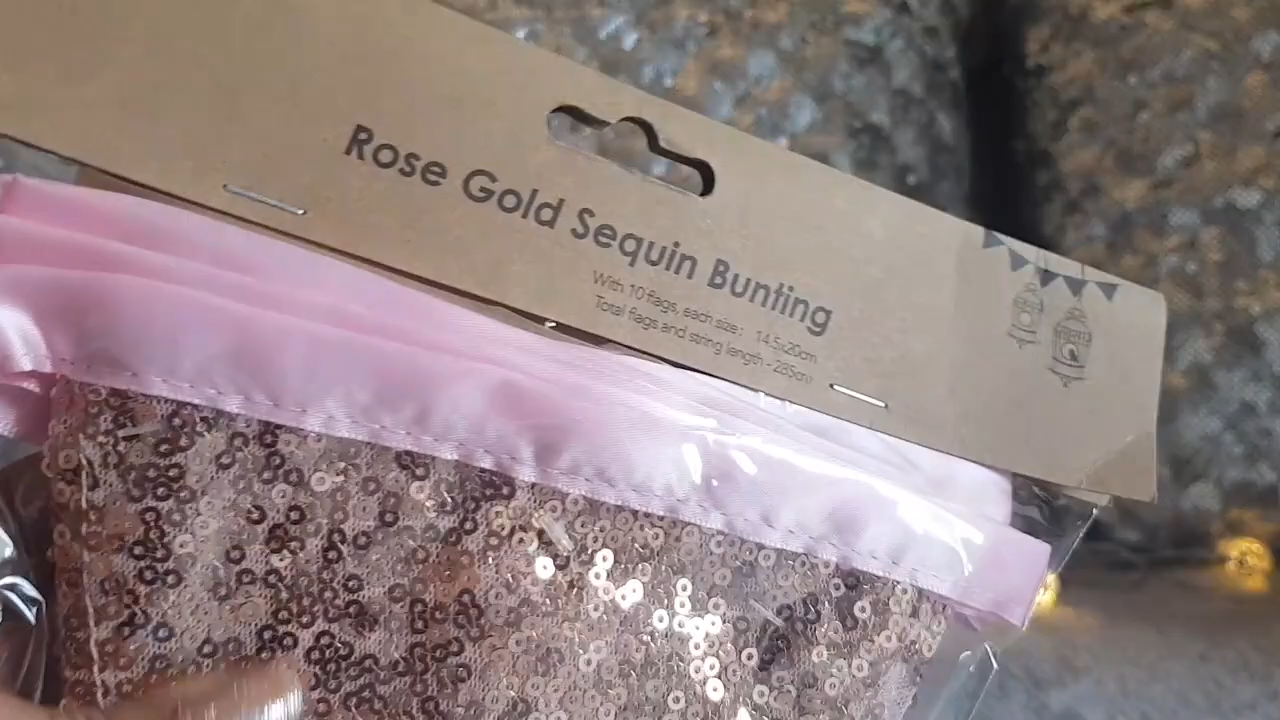 Rose Gold Sequin Bunting
With 10 flags, each size: 14.5x20cm
Total flags and string length - 285cm